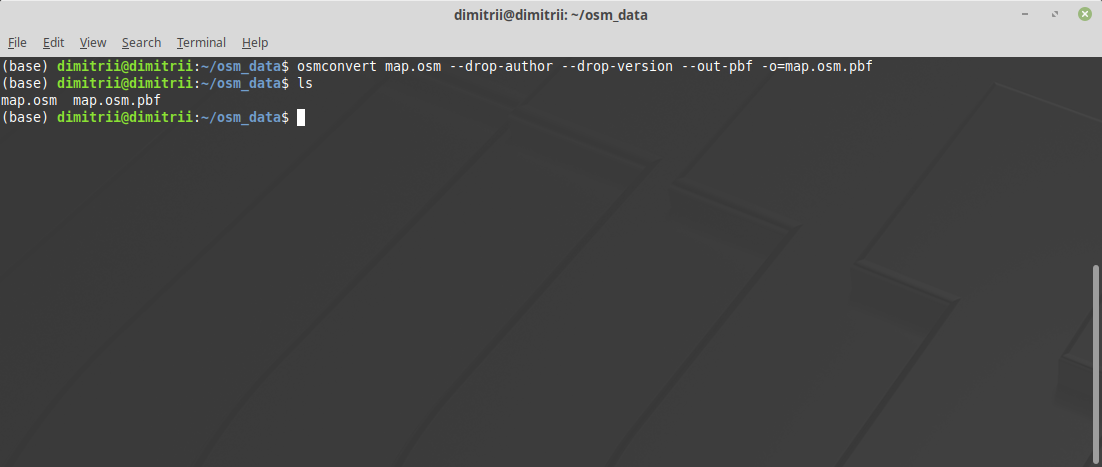 dimitrii@dimitrii: ~/osm_data
File Edit View Search Terminal Help
(base) dimitrii@dimitrii:~/osm_data$ osmconvert map.osm --drop-author --drop-version --out-pbf -o=map.osm.pbf
(base) dimitrii@dimitrii:~/osm_data$ ls
map.osm  map.osm.pbf
(base) dimitrii@dimitrii:~/osm_data$